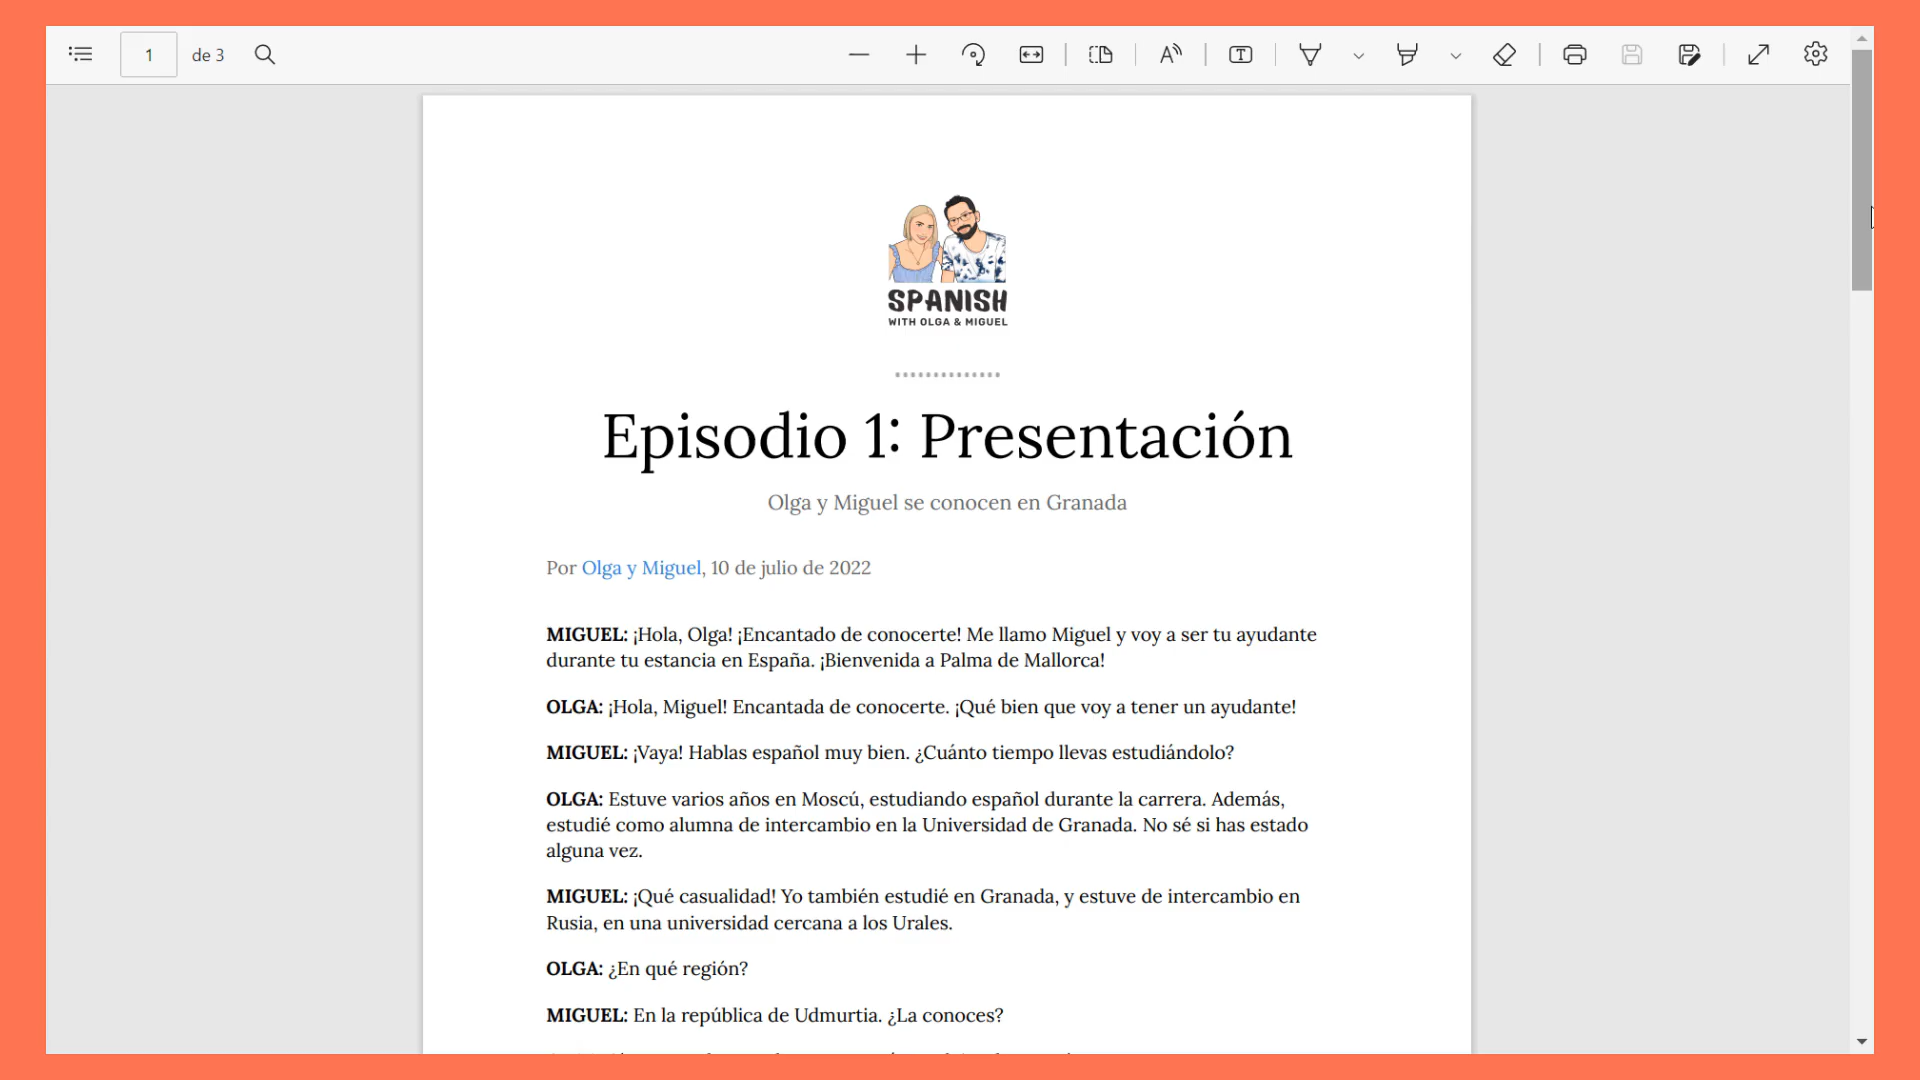 1 de 3
SPANISH
WITH OLGA & MIGUEL
Episodio 1: Presentación
Olga y Miguel se conocen en Granada
Por Olga y Miguel, 10 de julio de 2022
MIGUEL: ¡Hola, Olga! ¡Encantado de conocerte! Me llamo Miguel y voy a ser tu ayudante
durante tu estancia en España. ¡Bienvenida a Palma de Mallorca!
OLGA: ¡Hola, Miguel! Encantada de conocerte. ¡Qué bien que voy a tener un ayudante!
MIGUEL: ¡Vaya! Hablas español muy bien. ¿Cuánto tiempo llevas estudiándolo?
OLGA: Estuve varios años en Moscú, estudiando español durante la carrera. Además,
estudié como alumna de intercambio en la Universidad de Granada. No sé si has estado
alguna vez.
MIGUEL: ¡Qué casualidad! Yo también estudié en Granada, y estuve de intercambio en
Rusia, en una universidad cercana a los Urales.
OLGA: ¿En qué región?
MIGUEL: En la república de Udmurtia. ¿La conoces?